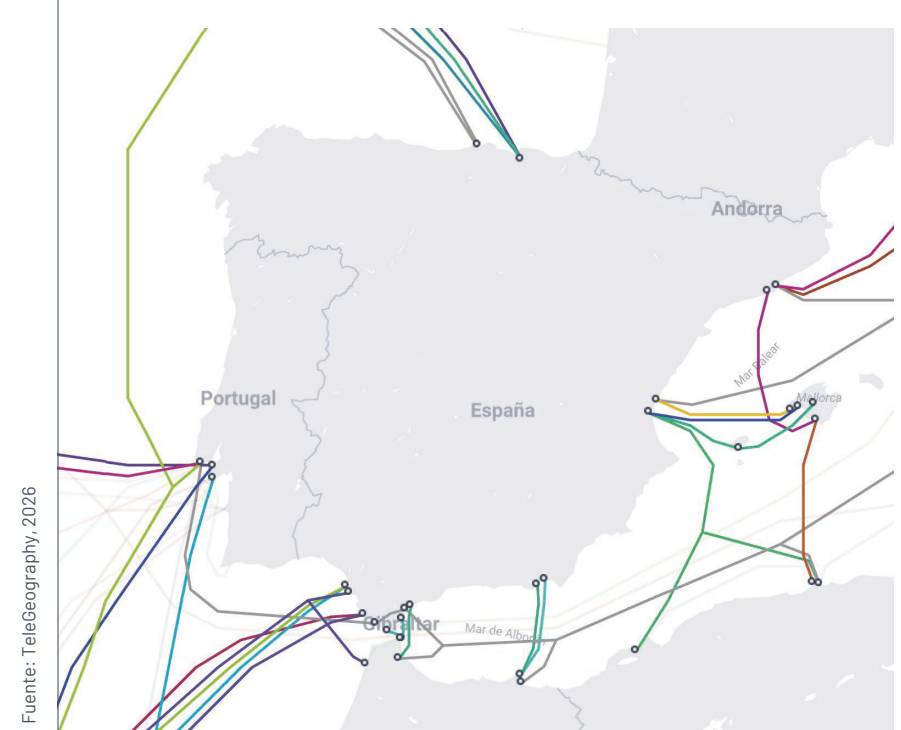 Andorra
Portugal
España
Mar Balear
Mallorca
Gibraltar
Mar de Alborán
Fuente: TeleGeography, 2026